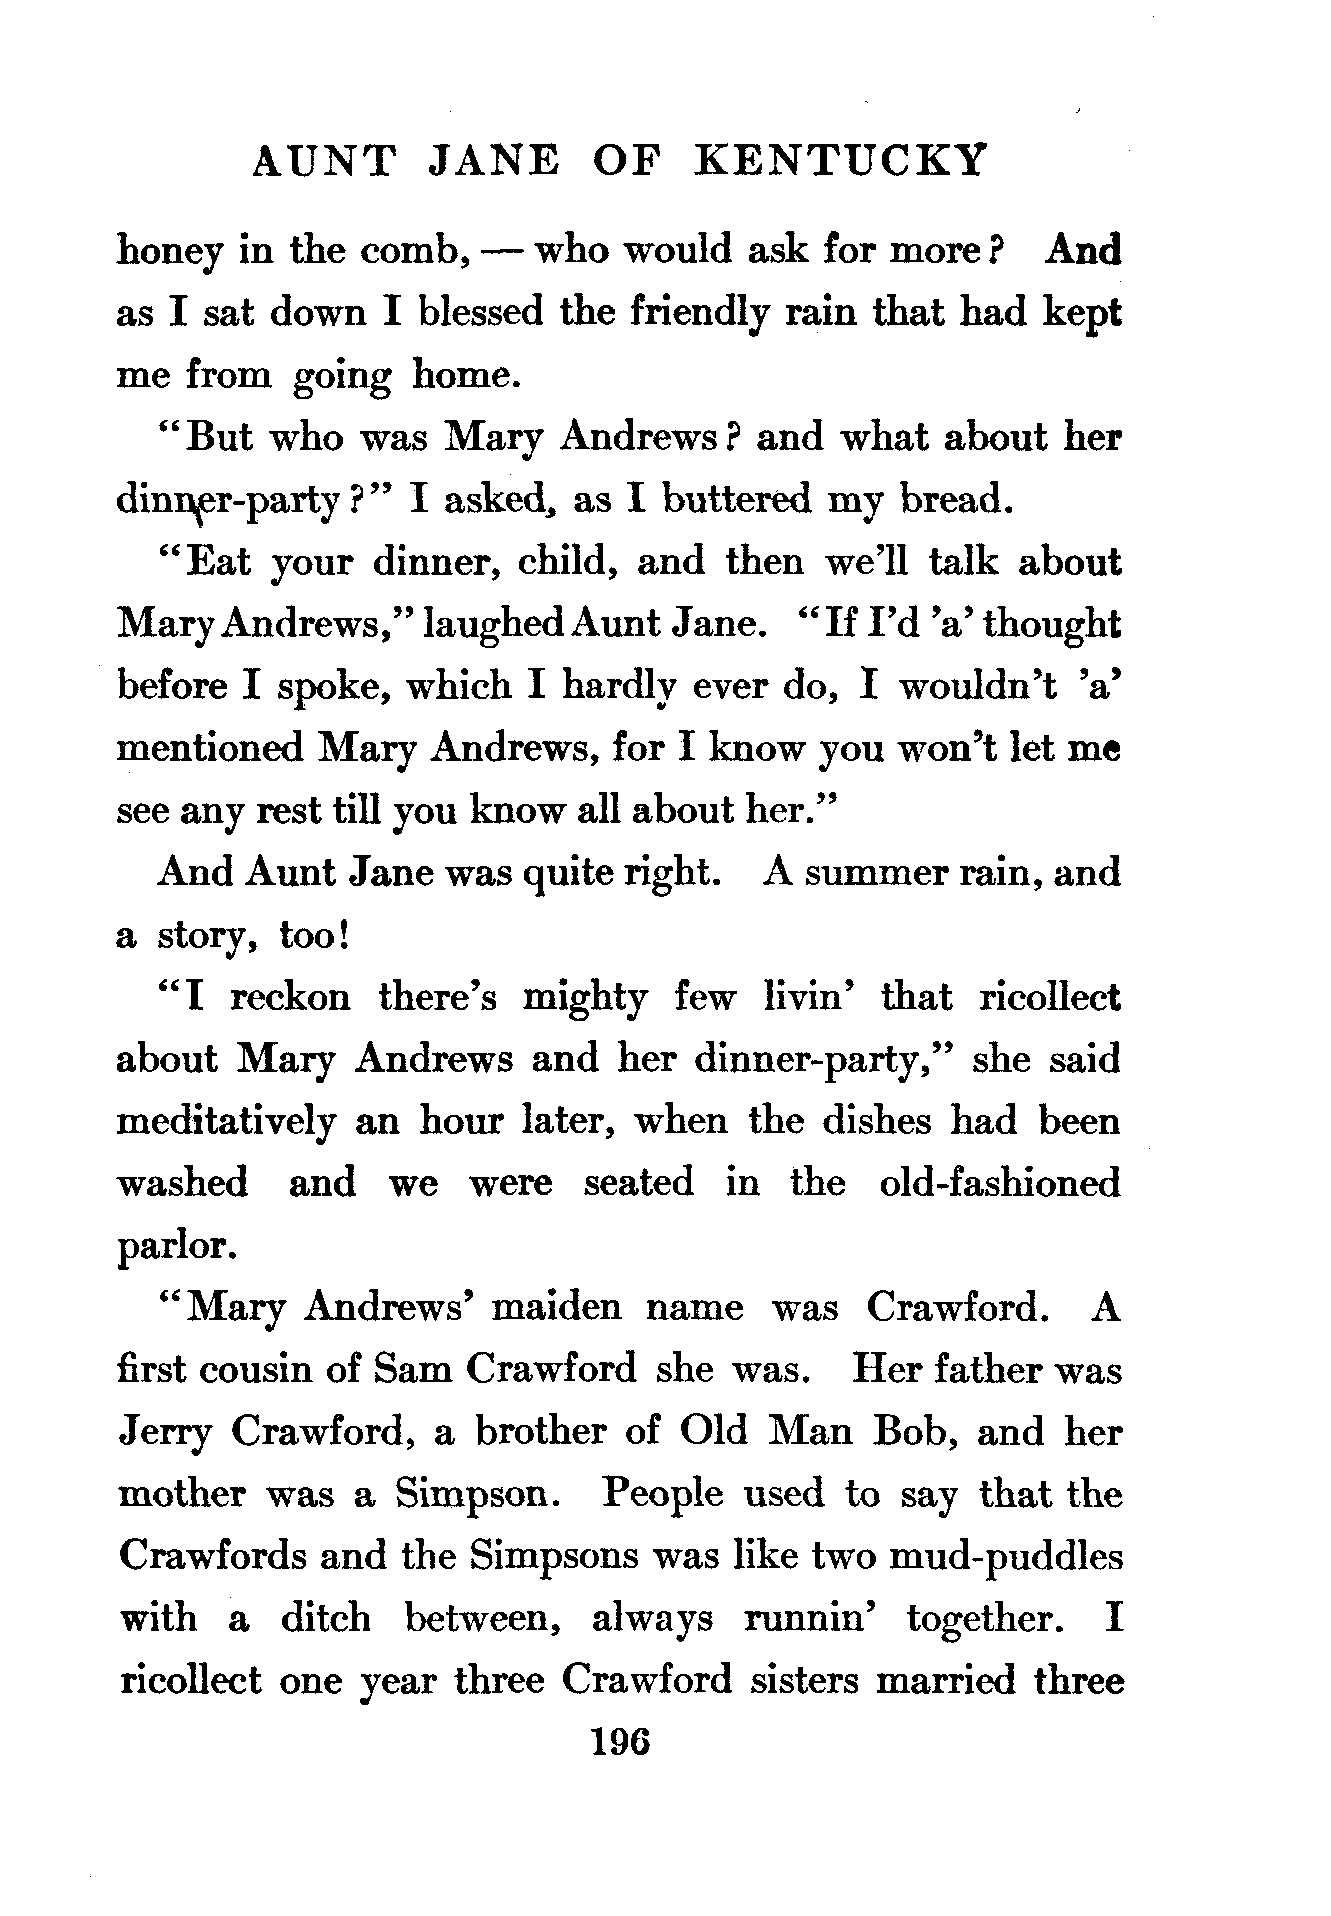 AUNT JANE OF KENTUCKY
honey in the comb, — who would ask for more? And
as I sat down I blessed the friendly rain that had kept
me from going home.
“But who was Mary Andrews? and what about her
dinner-party?” I asked, as I buttered my bread.
“Eat your dinner, child, and then we’ll talk about
Mary Andrews,” laughed Aunt Jane. “If I’d ’a’ thought
before I spoke, which I hardly ever do, I wouldn’t ’a’
mentioned Mary Andrews, for I know you won’t let me
see any rest till you know all about her.”
And Aunt Jane was quite right. A summer rain, and
a story, too!
“I reckon there’s mighty few livin’ that ricollect
about Mary Andrews and her dinner-party,” she said
meditatively an hour later, when the dishes had been
washed and we were seated in the old-fashioned
parlor.
“Mary Andrews’ maiden name was Crawford. A
first cousin of Sam Crawford she was. Her father was
Jerry Crawford, a brother of Old Man Bob, and her
mother was a Simpson. People used to say that the
Crawfords and the Simpsons was like two mud-puddles
with a ditch between, always runnin’ together. I
ricollect one year three Crawford sisters married three
196